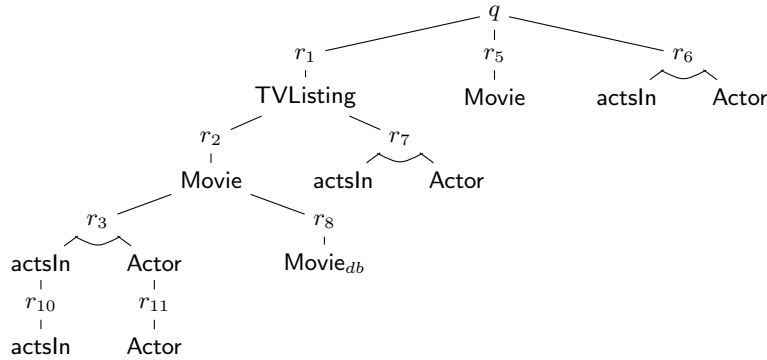 q
r1 r5 r6
TVListing Movie actsIn Actor
r2 r7
Movie actsIn Actor
r3 r8
actsIn Actor Movie_db
r10 r11
actsIn Actor